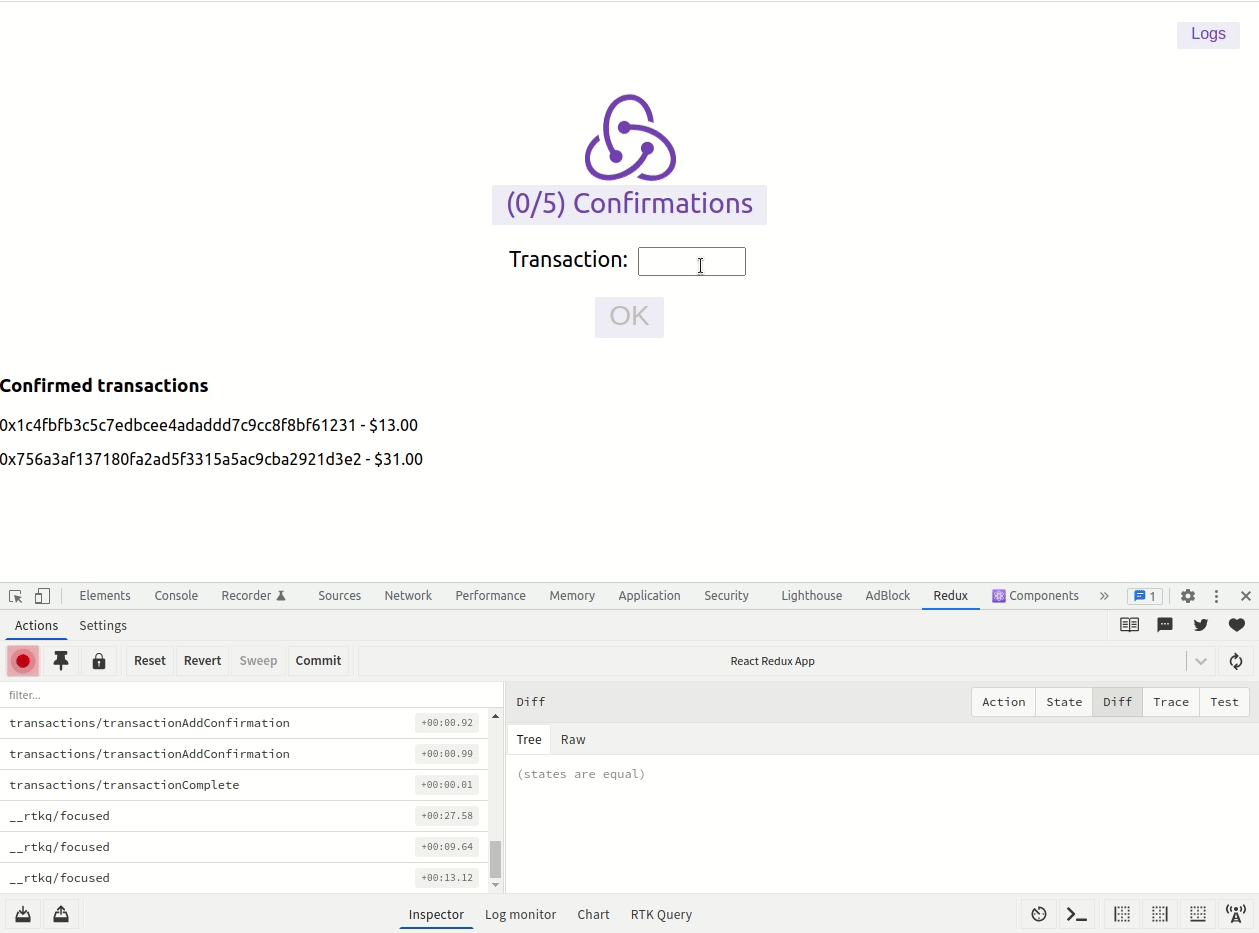 Logs
(0/5) Confirmations
Transaction:
OK
Confirmed transactions
0x1c4fbfb3c5c7edbcee4adaddd7c9cc8f8bf61231 - $13.00
0x756a3af137180fa2ad5f3315a5ac9cba2921d3e2 - $31.00
Elements Console Recorder Sources Network Performance Memory Application Security Lighthouse AdBlock Redux Components » 1
Actions Settings
Reset Revert Sweep Commit React Redux App
filter...
transactions/transactionAddConfirmation +00:00.92
transactions/transactionAddConfirmation +00:00.99
transactions/transactionComplete +00:00.01
__rtkq/focused +00:27.58
__rtkq/focused +00:09.64
__rtkq/focused +00:13.12
Diff Action State Diff Trace Test
Tree Raw
(states are equal)
Inspector Log monitor Chart RTK Query